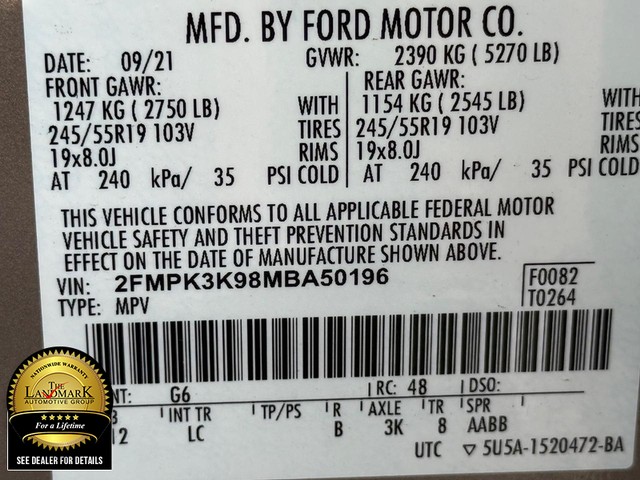 MFD. BY FORD MOTOR CO.
DATE: 09/21 GVWR: 2390 KG ( 5270 LB)
FRONT GAWR: REAR GAWR:
1247 KG ( 2750 LB) WITH 1154 KG ( 2545 LB) WITH
245/55R19 103V TIRES 245/55R19 103V TIRES
19x8.0J RIMS 19x8.0J RIMS
AT 240 kPa/ 35 PSI COLD AT 240 kPa/ 35 PSI COLD
THIS VEHICLE CONFORMS TO ALL APPLICABLE FEDERAL MOTOR
VEHICLE SAFETY AND THEFT PREVENTION STANDARDS IN
EFFECT ON THE DATE OF MANUFACTURE SHOWN ABOVE.
VIN: 2FMPK3K98MBA50196 F0082
TYPE: MPV T0264
NT: G6 RC: 48 DSO:
INT TR TP/PS R AXLE TR SPR
12 LC B 3K 8 AABB
UTC ▽ 5U5A-1520472-BA
NATIONWIDE WARRANTY
THE
LANDMARK
AUTOMOTIVE GROUP
For a Lifetime
SEE DEALER FOR DETAILS